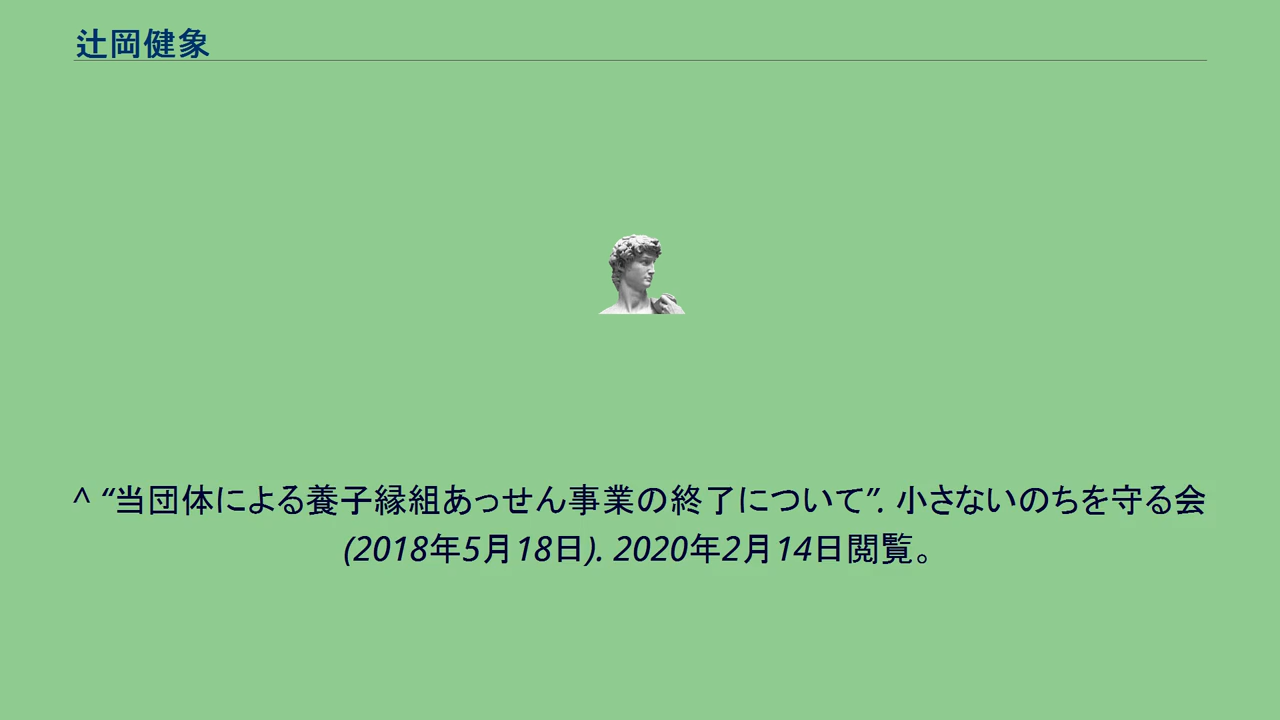 辻岡健象
^ “当団体による養子縁組あっせん事業の終了について”. 小さないのちを守る会
(2018年5月18日). 2020年2月14日閲覧。